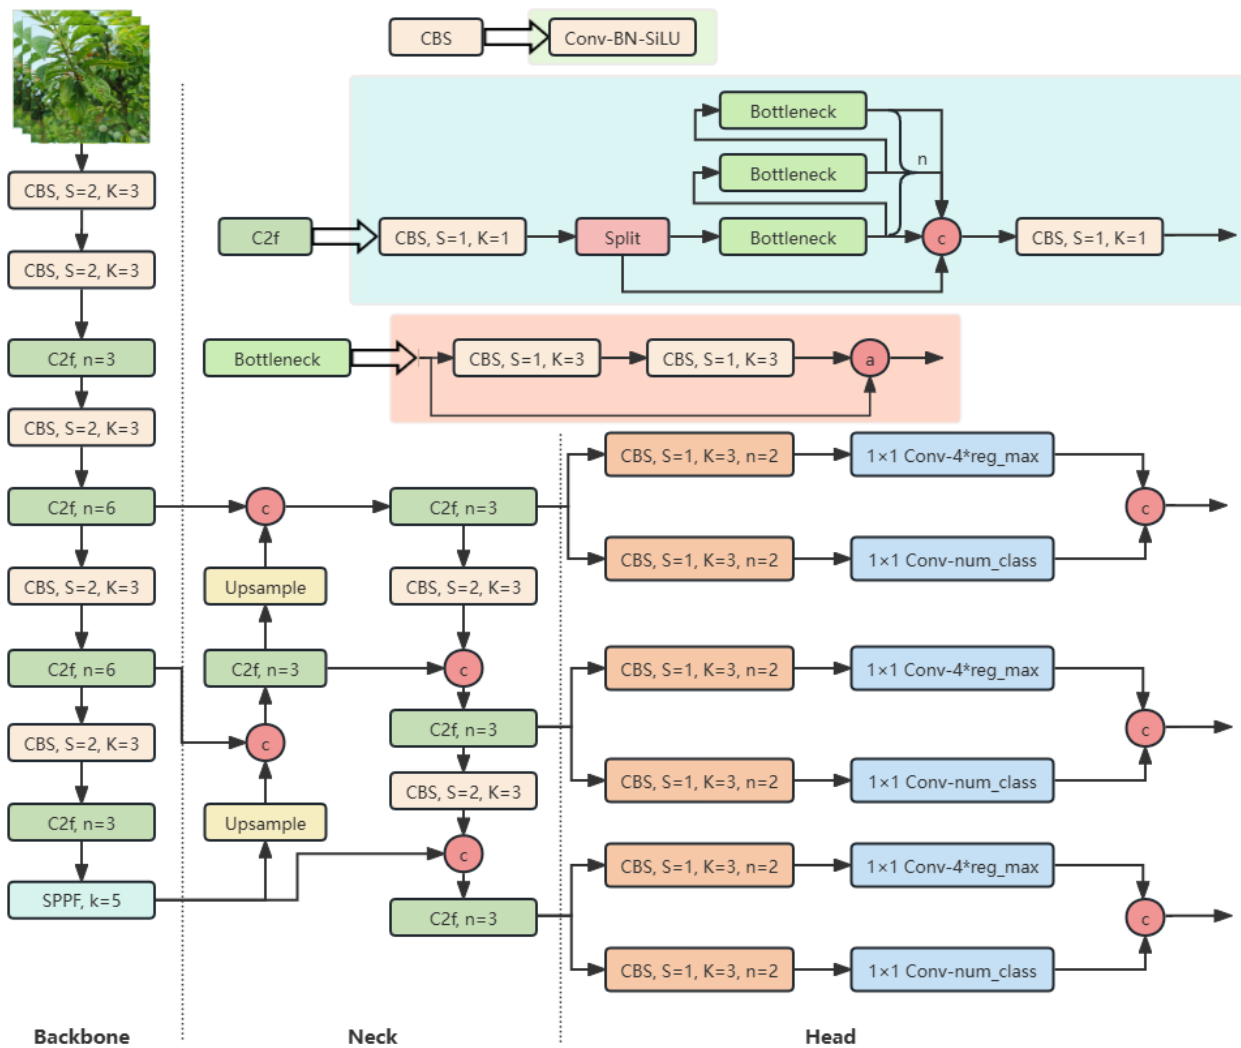 CBS
Conv-BN-SiLU
CBS, S=2, K=3
CBS, S=2, K=3
C2f, n=3
CBS, S=2, K=3
C2f, n=6
CBS, S=2, K=3
C2f, n=6
CBS, S=2, K=3
C2f, n=3
SPPF, k=5
Backbone
C2f
CBS, S=1, K=1
Split
Bottleneck
Bottleneck
Bottleneck
n
c
CBS, S=1, K=1
Bottleneck
CBS, S=1, K=3
CBS, S=1, K=3
a
c
Upsample
C2f, n=3
c
Upsample
C2f, n=3
CBS, S=2, K=3
c
C2f, n=3
CBS, S=2, K=3
c
C2f, n=3
Neck
CBS, S=1, K=3, n=2
1×1 Conv-4*reg_max
c
CBS, S=1, K=3, n=2
1×1 Conv-num_class
CBS, S=1, K=3, n=2
1×1 Conv-4*reg_max
c
CBS, S=1, K=3, n=2
1×1 Conv-num_class
CBS, S=1, K=3, n=2
1×1 Conv-4*reg_max
c
CBS, S=1, K=3, n=2
1×1 Conv-num_class
Head